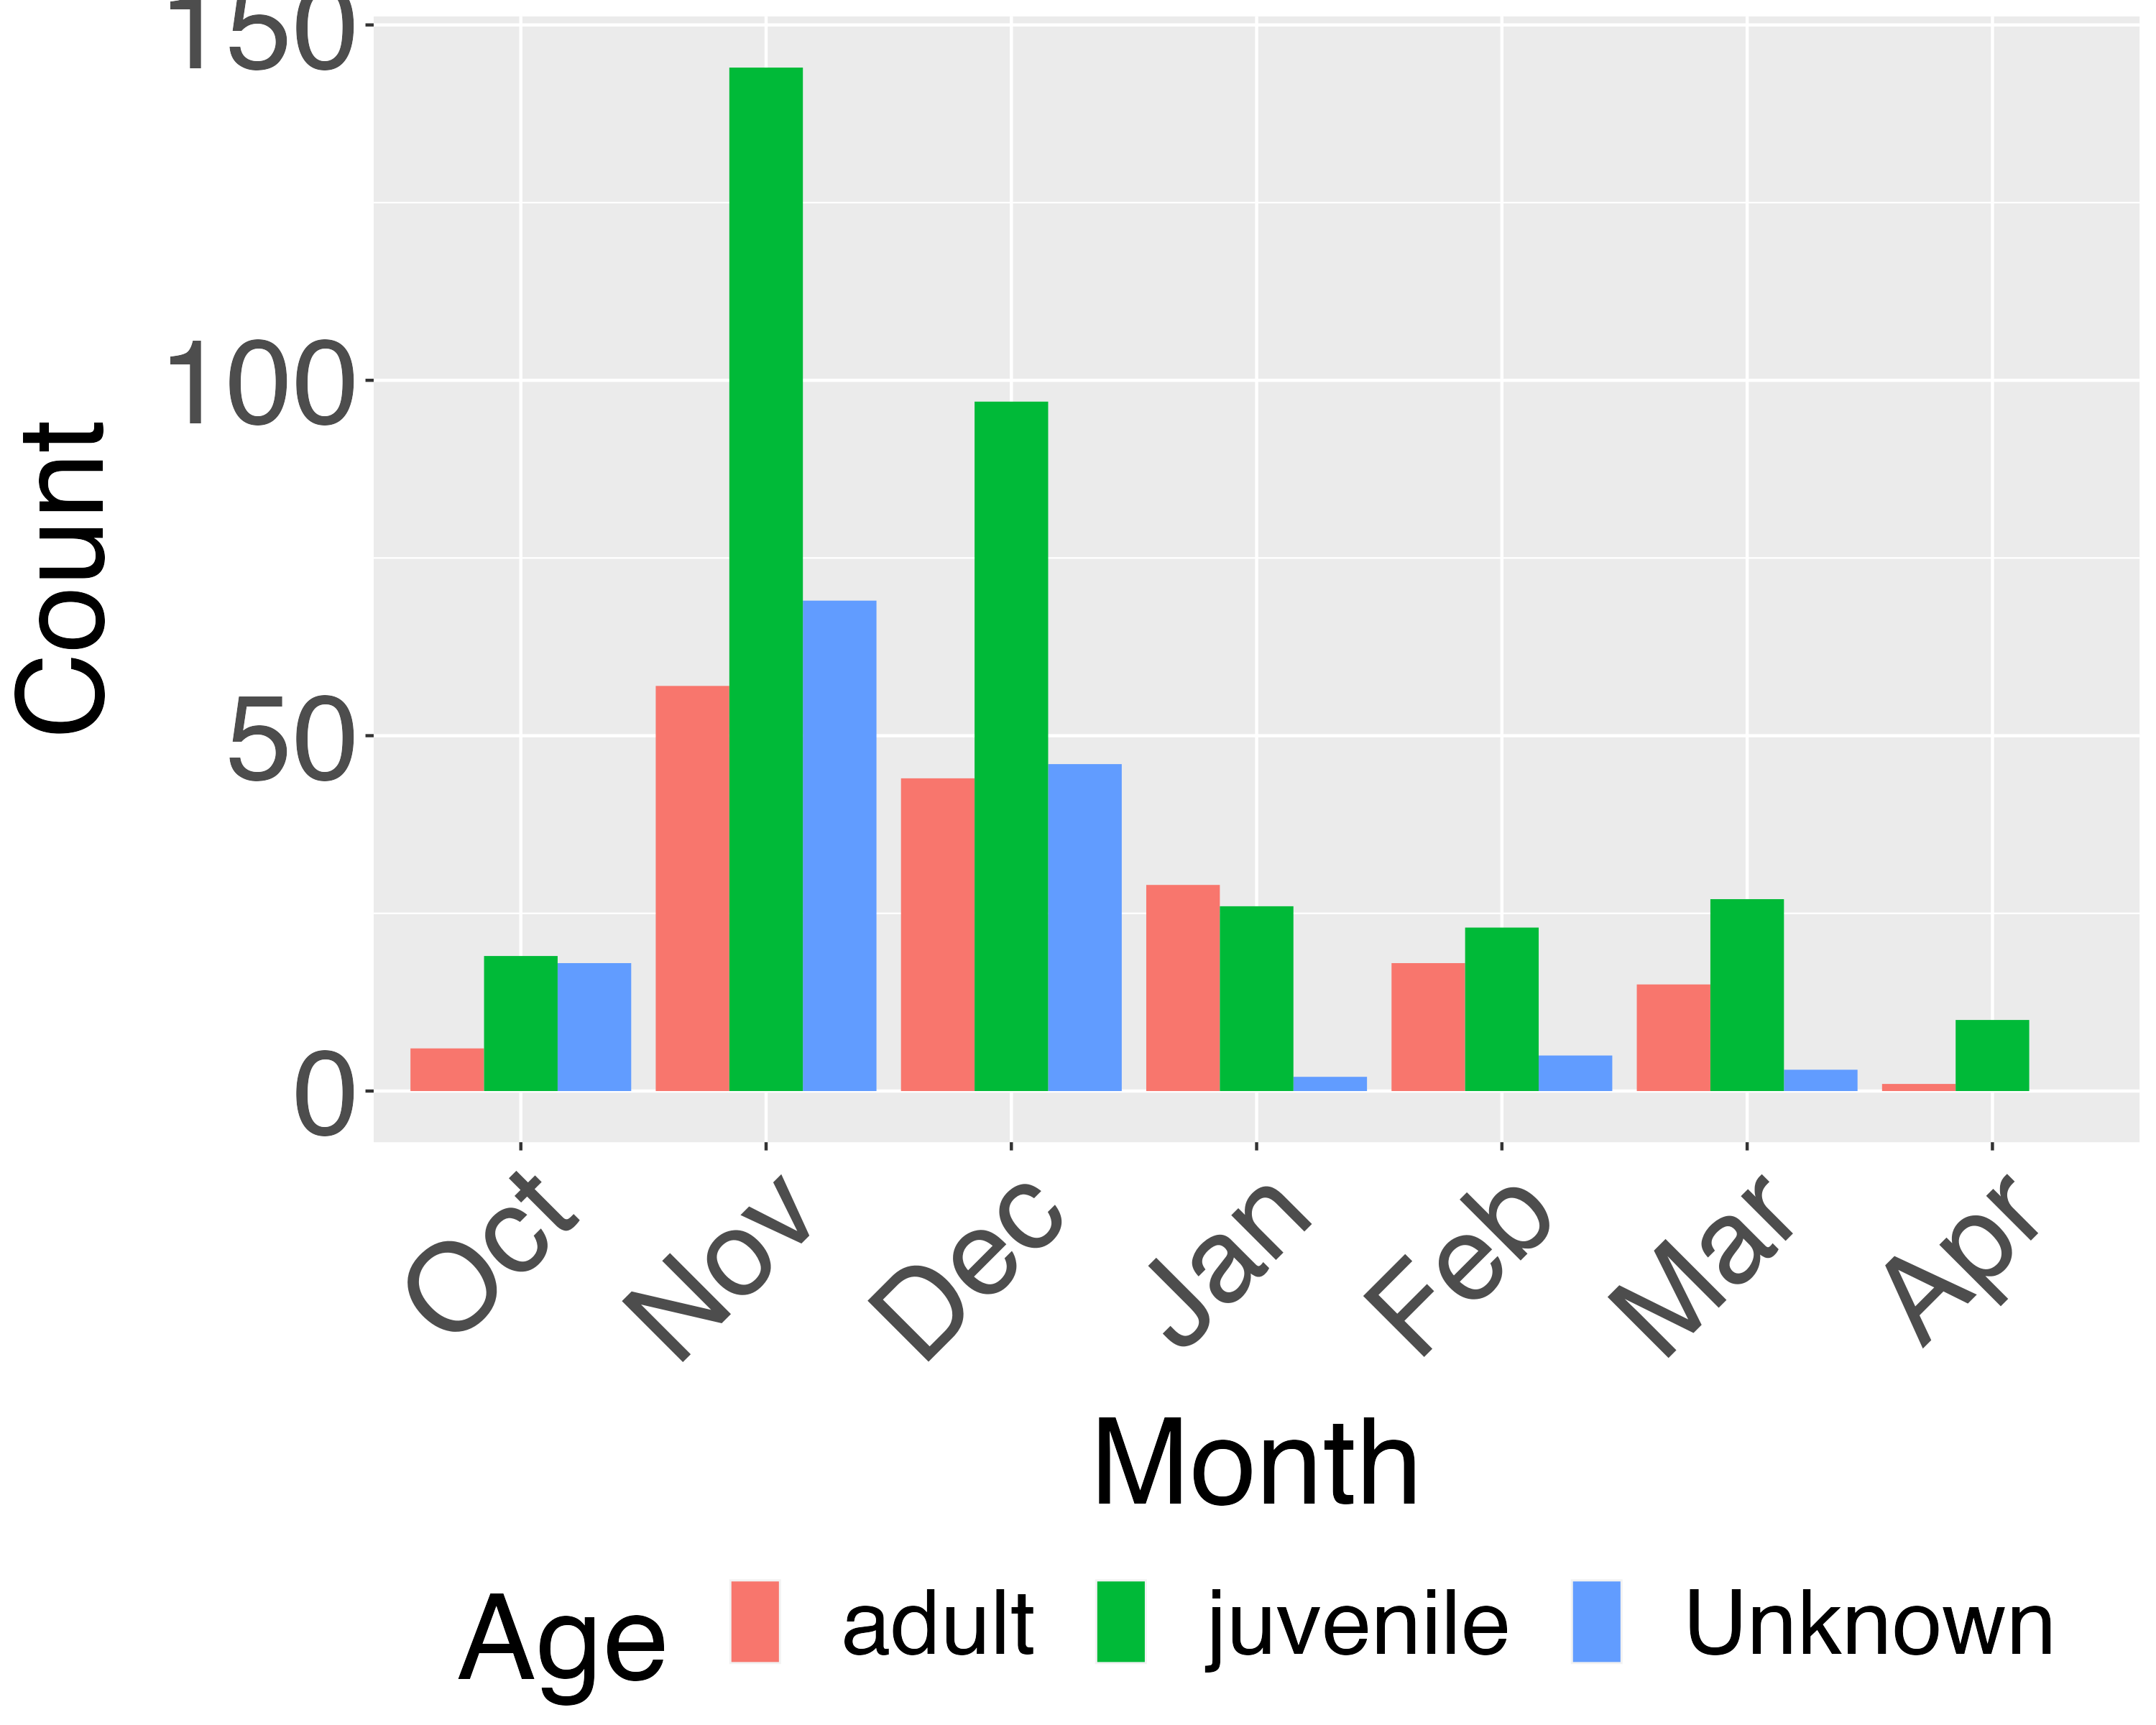 Count
150
100
50
0
Oct Nov Dec Jan Feb Mar Apr
Month
Age adult juvenile Unknown